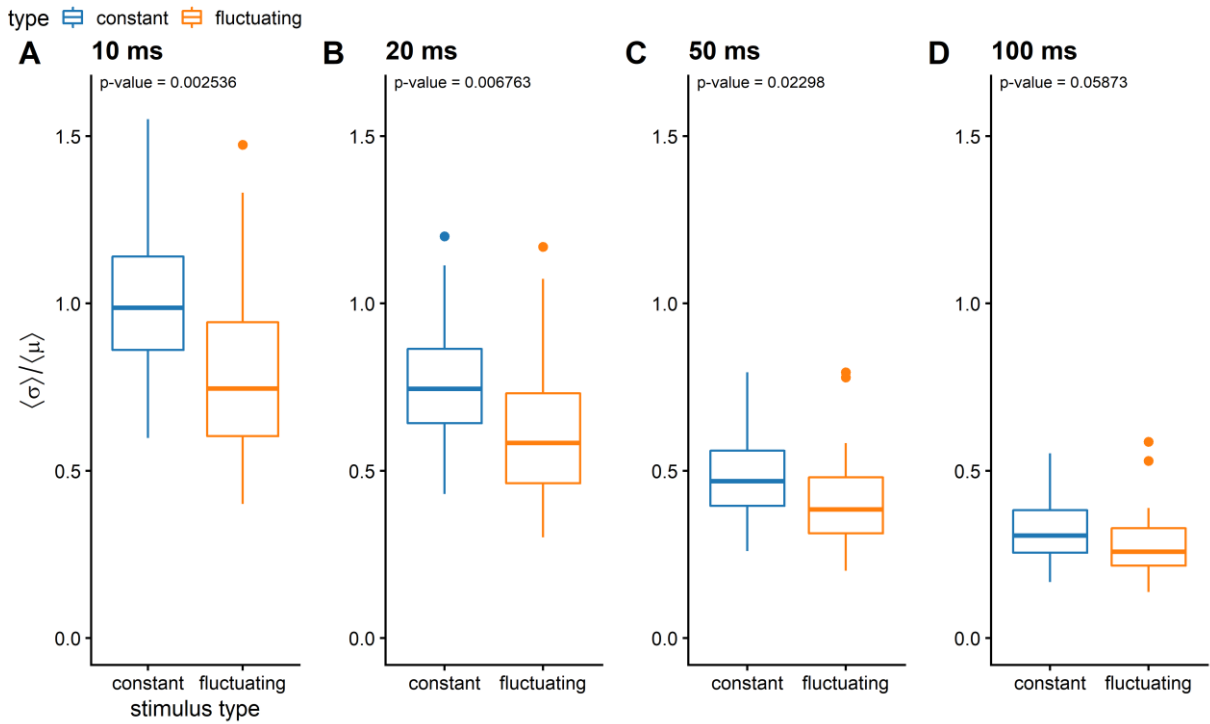 type constant fluctuating
A 10 ms B 20 ms C 50 ms D 100 ms
p-value = 0.002536 p-value = 0.006763 p-value = 0.02298 p-value = 0.05873
1.5 1.5 1.5 1.5
1.0 1.0 1.0 1.0
⟨σ⟩/⟨μ⟩
0.5 0.5 0.5 0.5
0.0 0.0 0.0 0.0
constant fluctuating constant fluctuating constant fluctuating constant fluctuating
stimulus type